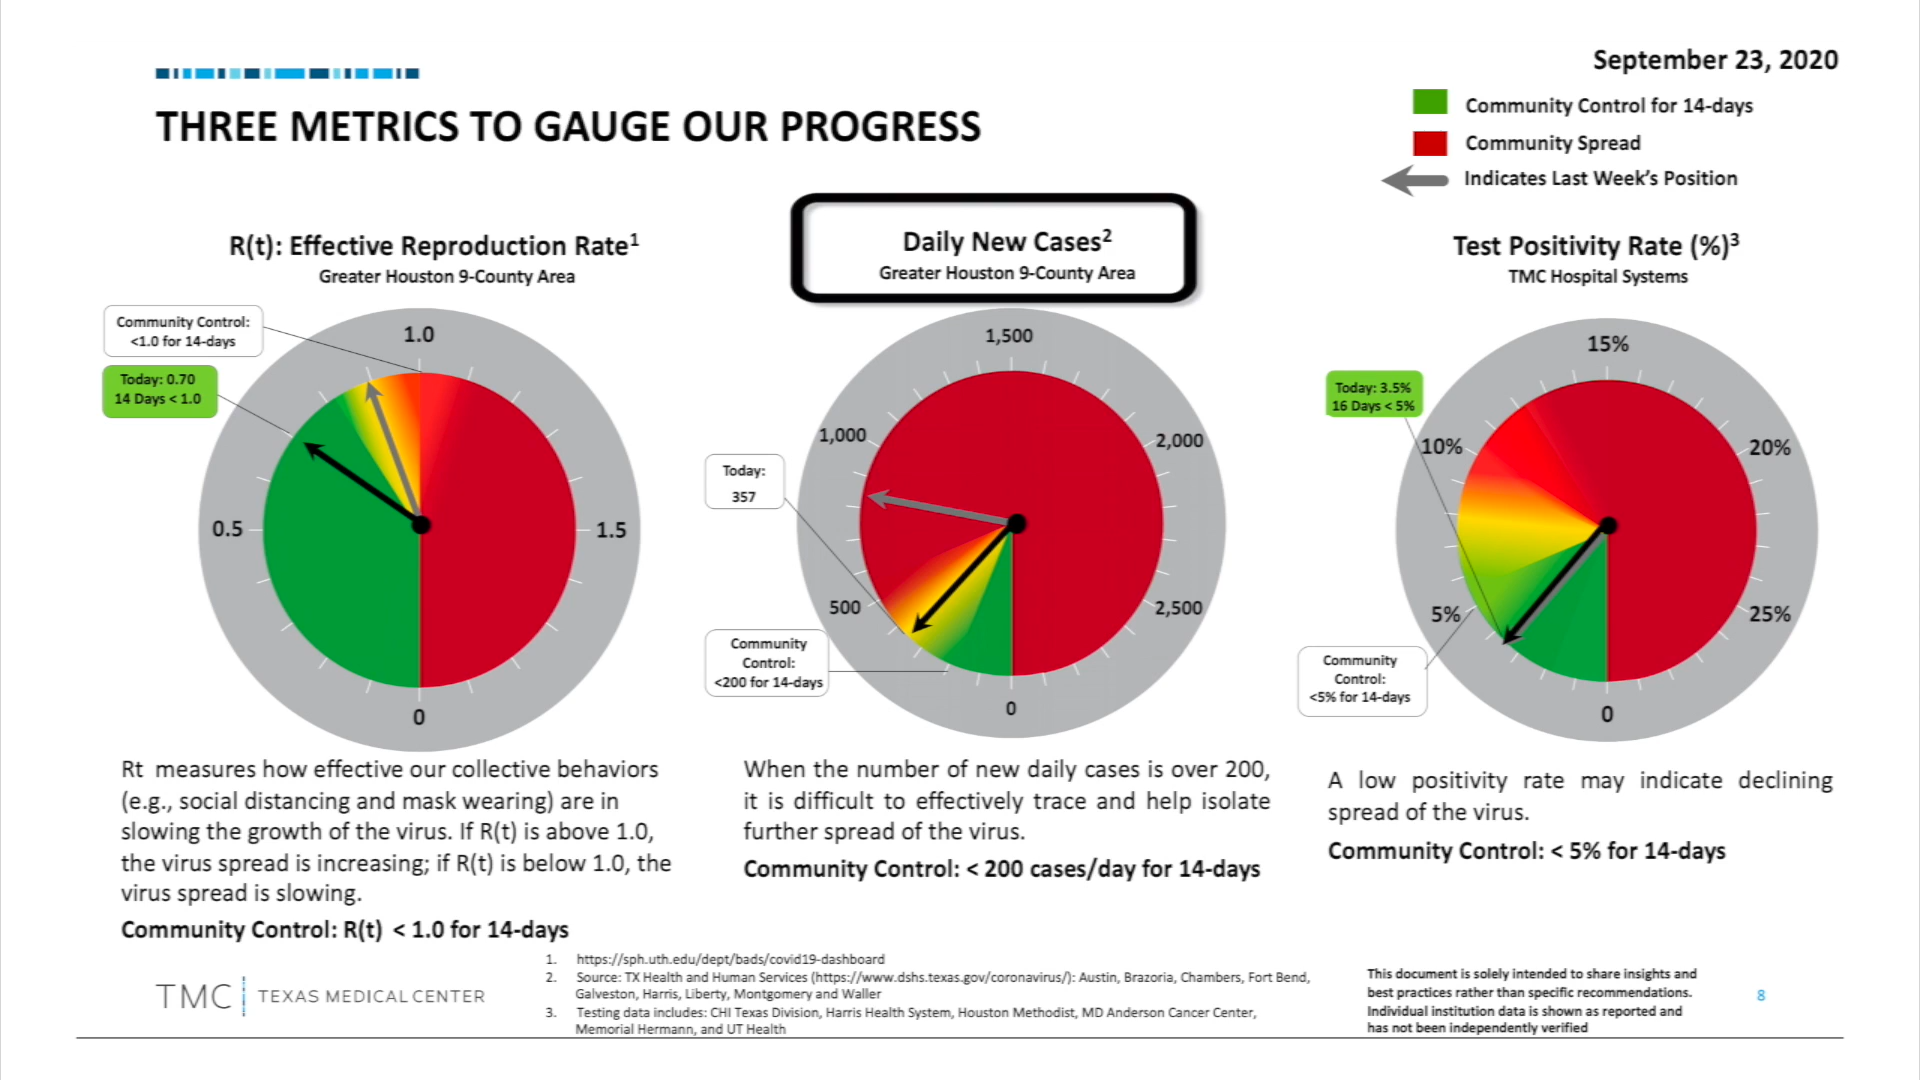 September 23, 2020
Community Control for 14-days
Community Spread
Indicates Last Week's Position
THREE METRICS TO GAUGE OUR PROGRESS
R(t): Effective Reproduction Rate1
Greater Houston 9-County Area
Community Control:
<1.0 for 14-days
Today: 0.70
14 Days < 1.0
1.0
0.5
1.5
0
Rt measures how effective our collective behaviors
(e.g., social distancing and mask wearing) are in
slowing the growth of the virus. If R(t) is above 1.0,
the virus spread is increasing; if R(t) is below 1.0, the
virus spread is slowing.
Community Control: R(t) < 1.0 for 14-days
Daily New Cases2
Greater Houston 9-County Area
1,500
1,000
2,000
Today:
357
500
2,500
Community
Control:
<200 for 14-days
0
When the number of new daily cases is over 200,
it is difficult to effectively trace and help isolate
further spread of the virus.
Community Control: < 200 cases/day for 14-days
Test Positivity Rate (%)3
TMC Hospital Systems
15%
Today: 3.5%
16 Days < 5%
10%
20%
5%
25%
Community
Control:
<5% for 14-days
0
A low positivity rate may indicate declining
spread of the virus.
Community Control: < 5% for 14-days
TMC TEXAS MEDICAL CENTER
1. https://sph.uth.edu/dept/bads/covid19-dashboard
2. Source: TX Health and Human Services (https://www.dshs.texas.gov/coronavirus/): Austin, Brazoria, Chambers, Fort Bend,
Galveston, Harris, Liberty, Montgomery and Waller
3. Testing data includes: CHI Texas Division, Harris Health System, Houston Methodist, MD Anderson Cancer Center,
Memorial Hermann, and UT Health
This document is solely intended to share insights and
best practices rather than specific recommendations.
Individual institution data is shown as reported and
has not been independently verified
8